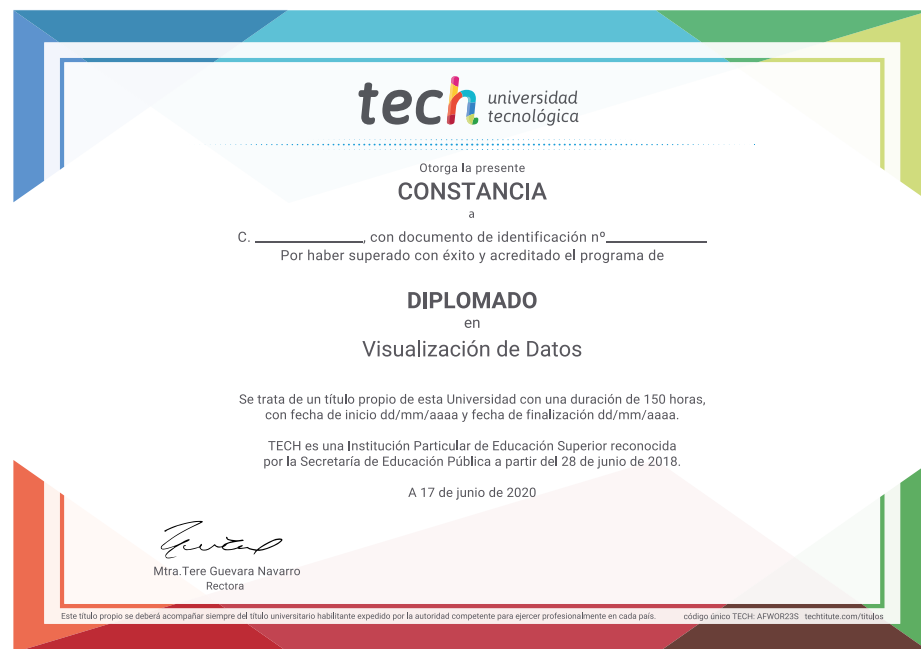 tech universidad
tecnológica
Otorga la presente
CONSTANCIA
a
C. ____________, con documento de identificación nº____________
Por haber superado con éxito y acreditado el programa de
DIPLOMADO
en
Visualización de Datos
Se trata de un título propio de esta Universidad con una duración de 150 horas,
con fecha de inicio dd/mm/aaaa y fecha de finalización dd/mm/aaaa.
TECH es una Institución Particular de Educación Superior reconocida
por la Secretaría de Educación Pública a partir del 28 de junio de 2018.
A 17 de junio de 2020
Mtra.Tere Guevara Navarro
Rectora
Este título propio se deberá acompañar siempre del título universitario habilitante expedido por la autoridad competente para ejercer profesionalmente en cada país. código único TECH: AFWOR23S techtitute.com/titulos